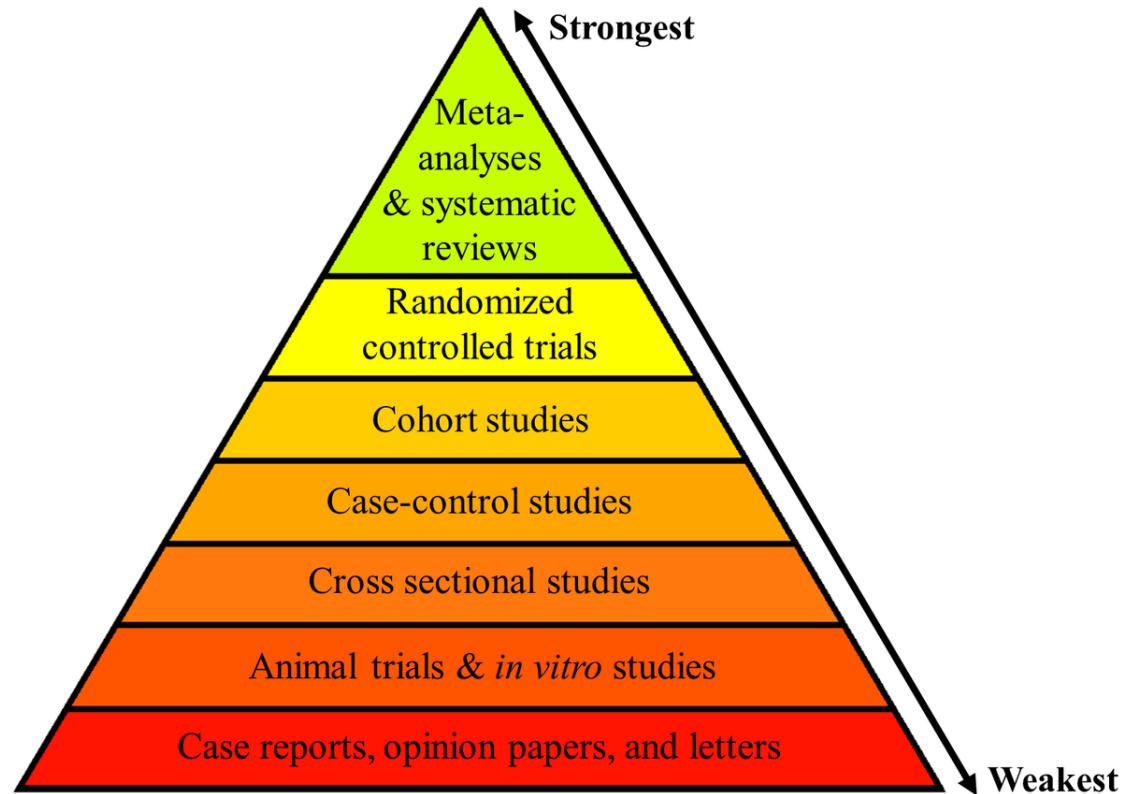 Strongest
Meta-
analyses
& systematic
reviews
Randomized
controlled trials
Cohort studies
Case-control studies
Cross sectional studies
Animal trials & in vitro studies
Case reports, opinion papers, and letters
Weakest